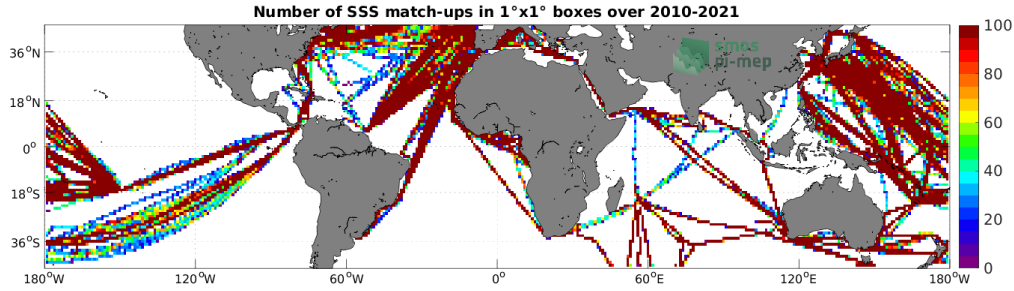 Number of SSS match-ups in 1°x1° boxes over 2010-2021
smos
pi-mep
36°N
18°N
0°
18°S
36°S
180°W
120°W
60°W
0°
60°E
120°E
180°W
100
80
60
40
20
0